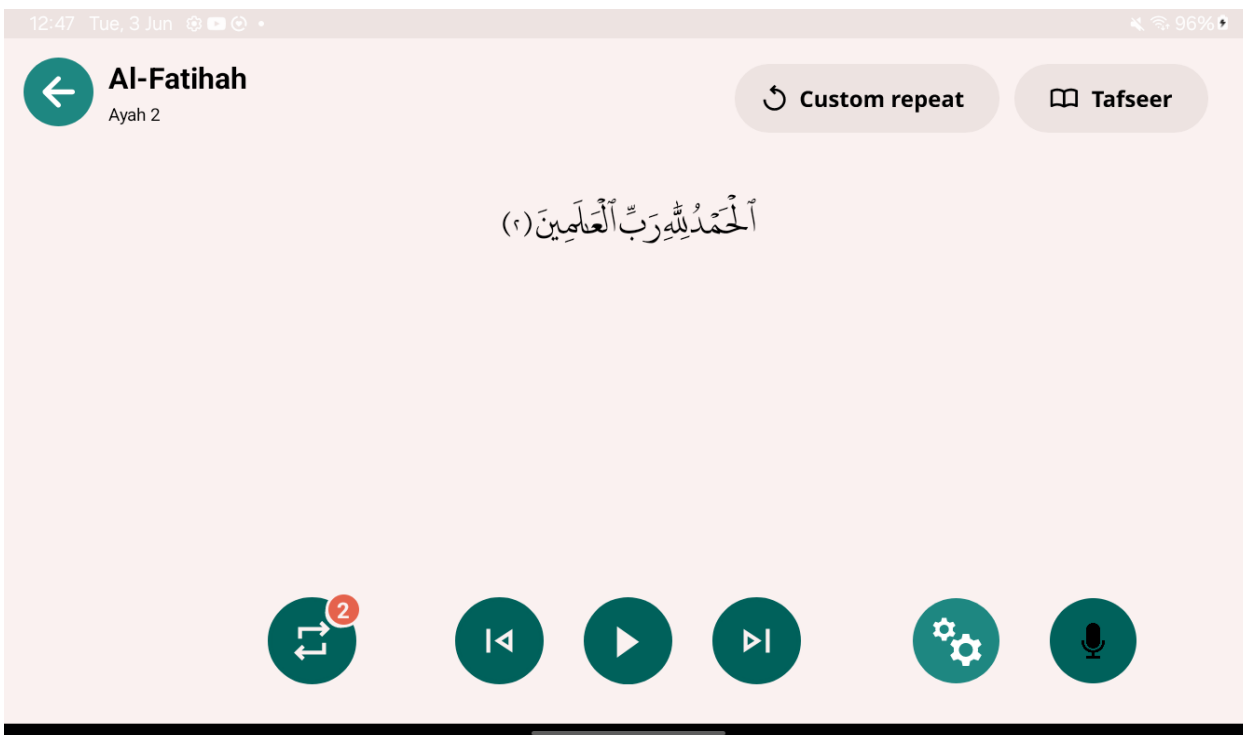 12:47 Tue, 3 Jun
96%
Al-Fatihah
Ayah 2
Custom repeat
Tafseer
ٱلْحَمْدُ لِلَّهِ رَبِّ ٱلْعَٰلَمِينَ (٢)
2